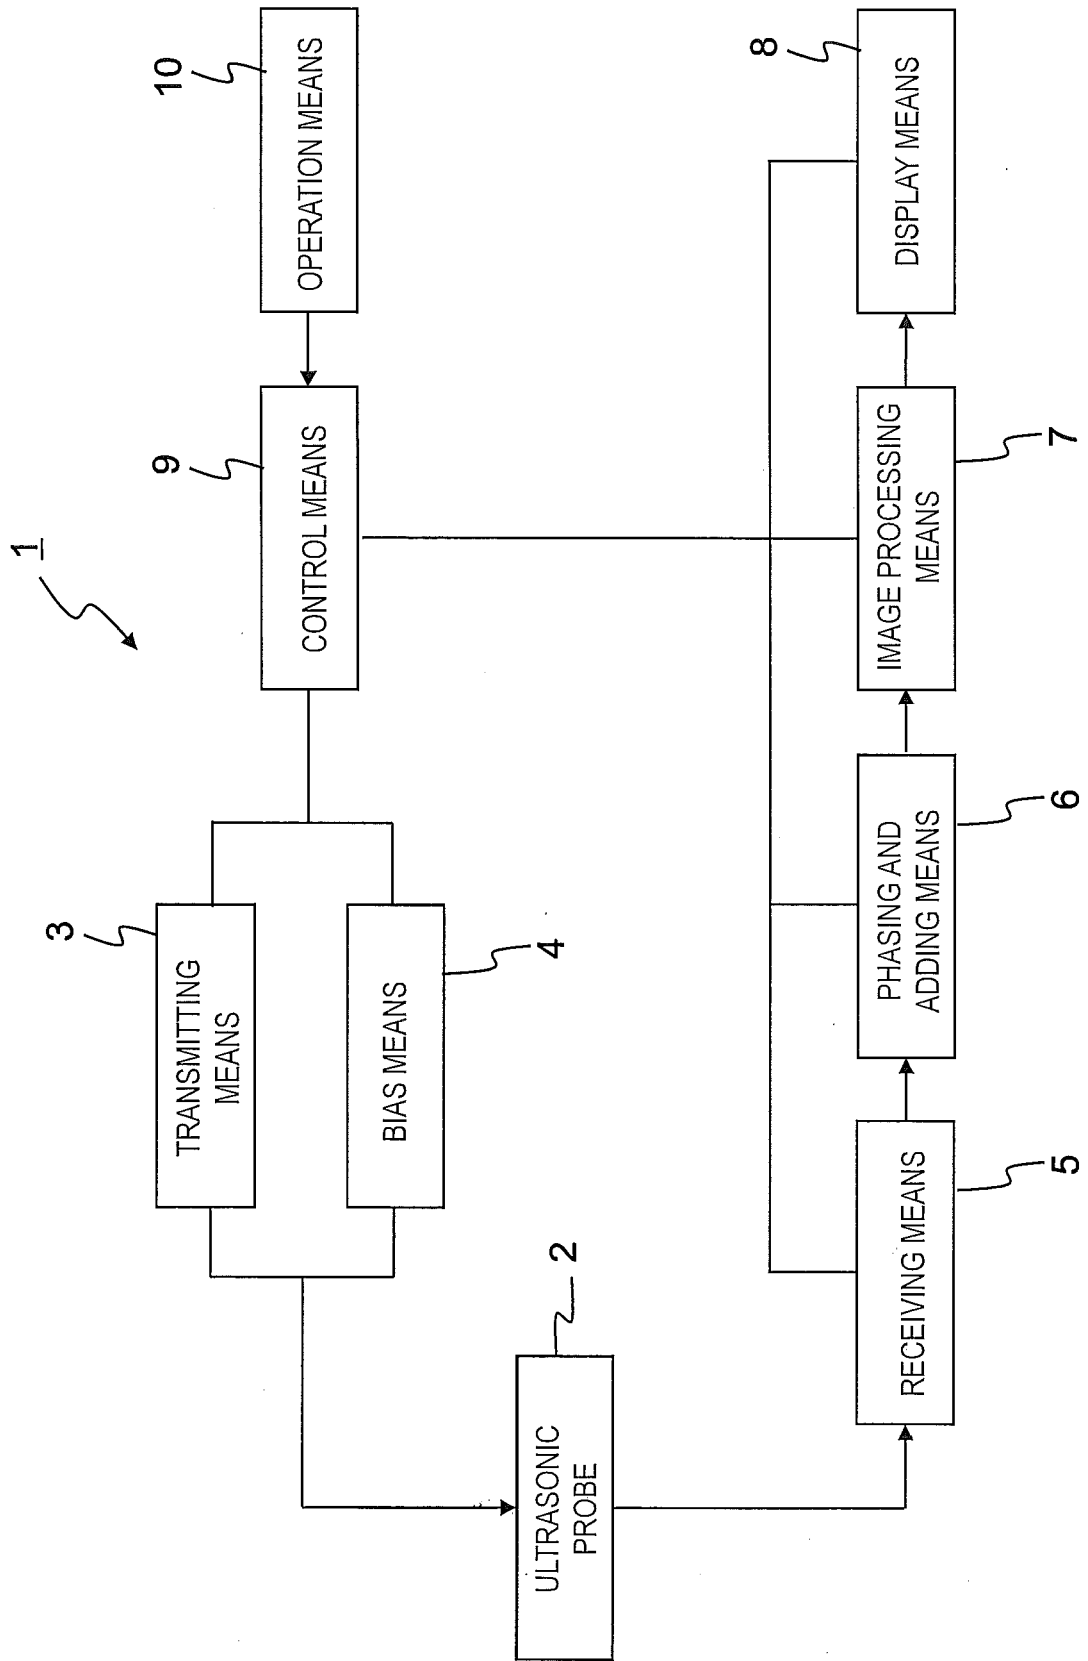 1
10
OPERATION MEANS
9
CONTROL MEANS
3
TRANSMITTING
MEANS
4
BIAS MEANS
2
ULTRASONIC
PROBE
5
RECEIVING MEANS
6
PHASING AND
ADDING MEANS
7
IMAGE PROCESSING
MEANS
8
DISPLAY MEANS